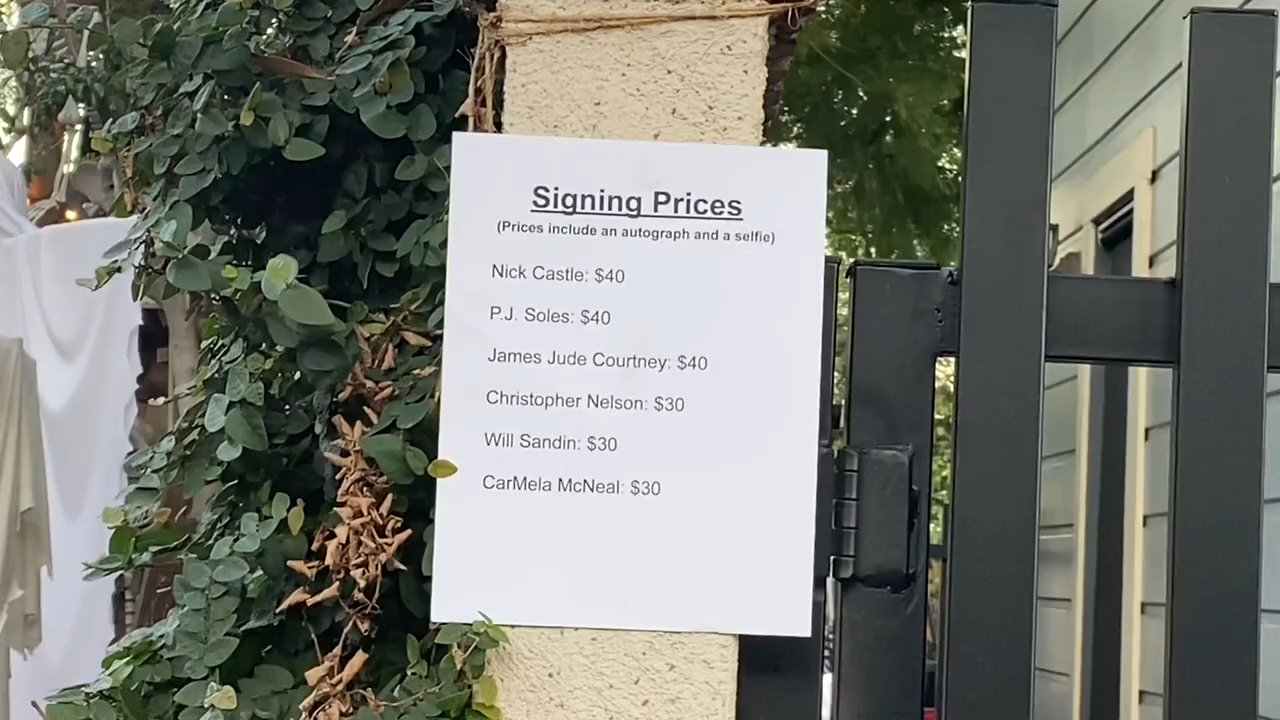 Signing Prices
(Prices include an autograph and a selfie)
Nick Castle: $40
P.J. Soles: $40
James Jude Courtney: $40
Christopher Nelson: $30
Will Sandin: $30
CarMela McNeal: $30